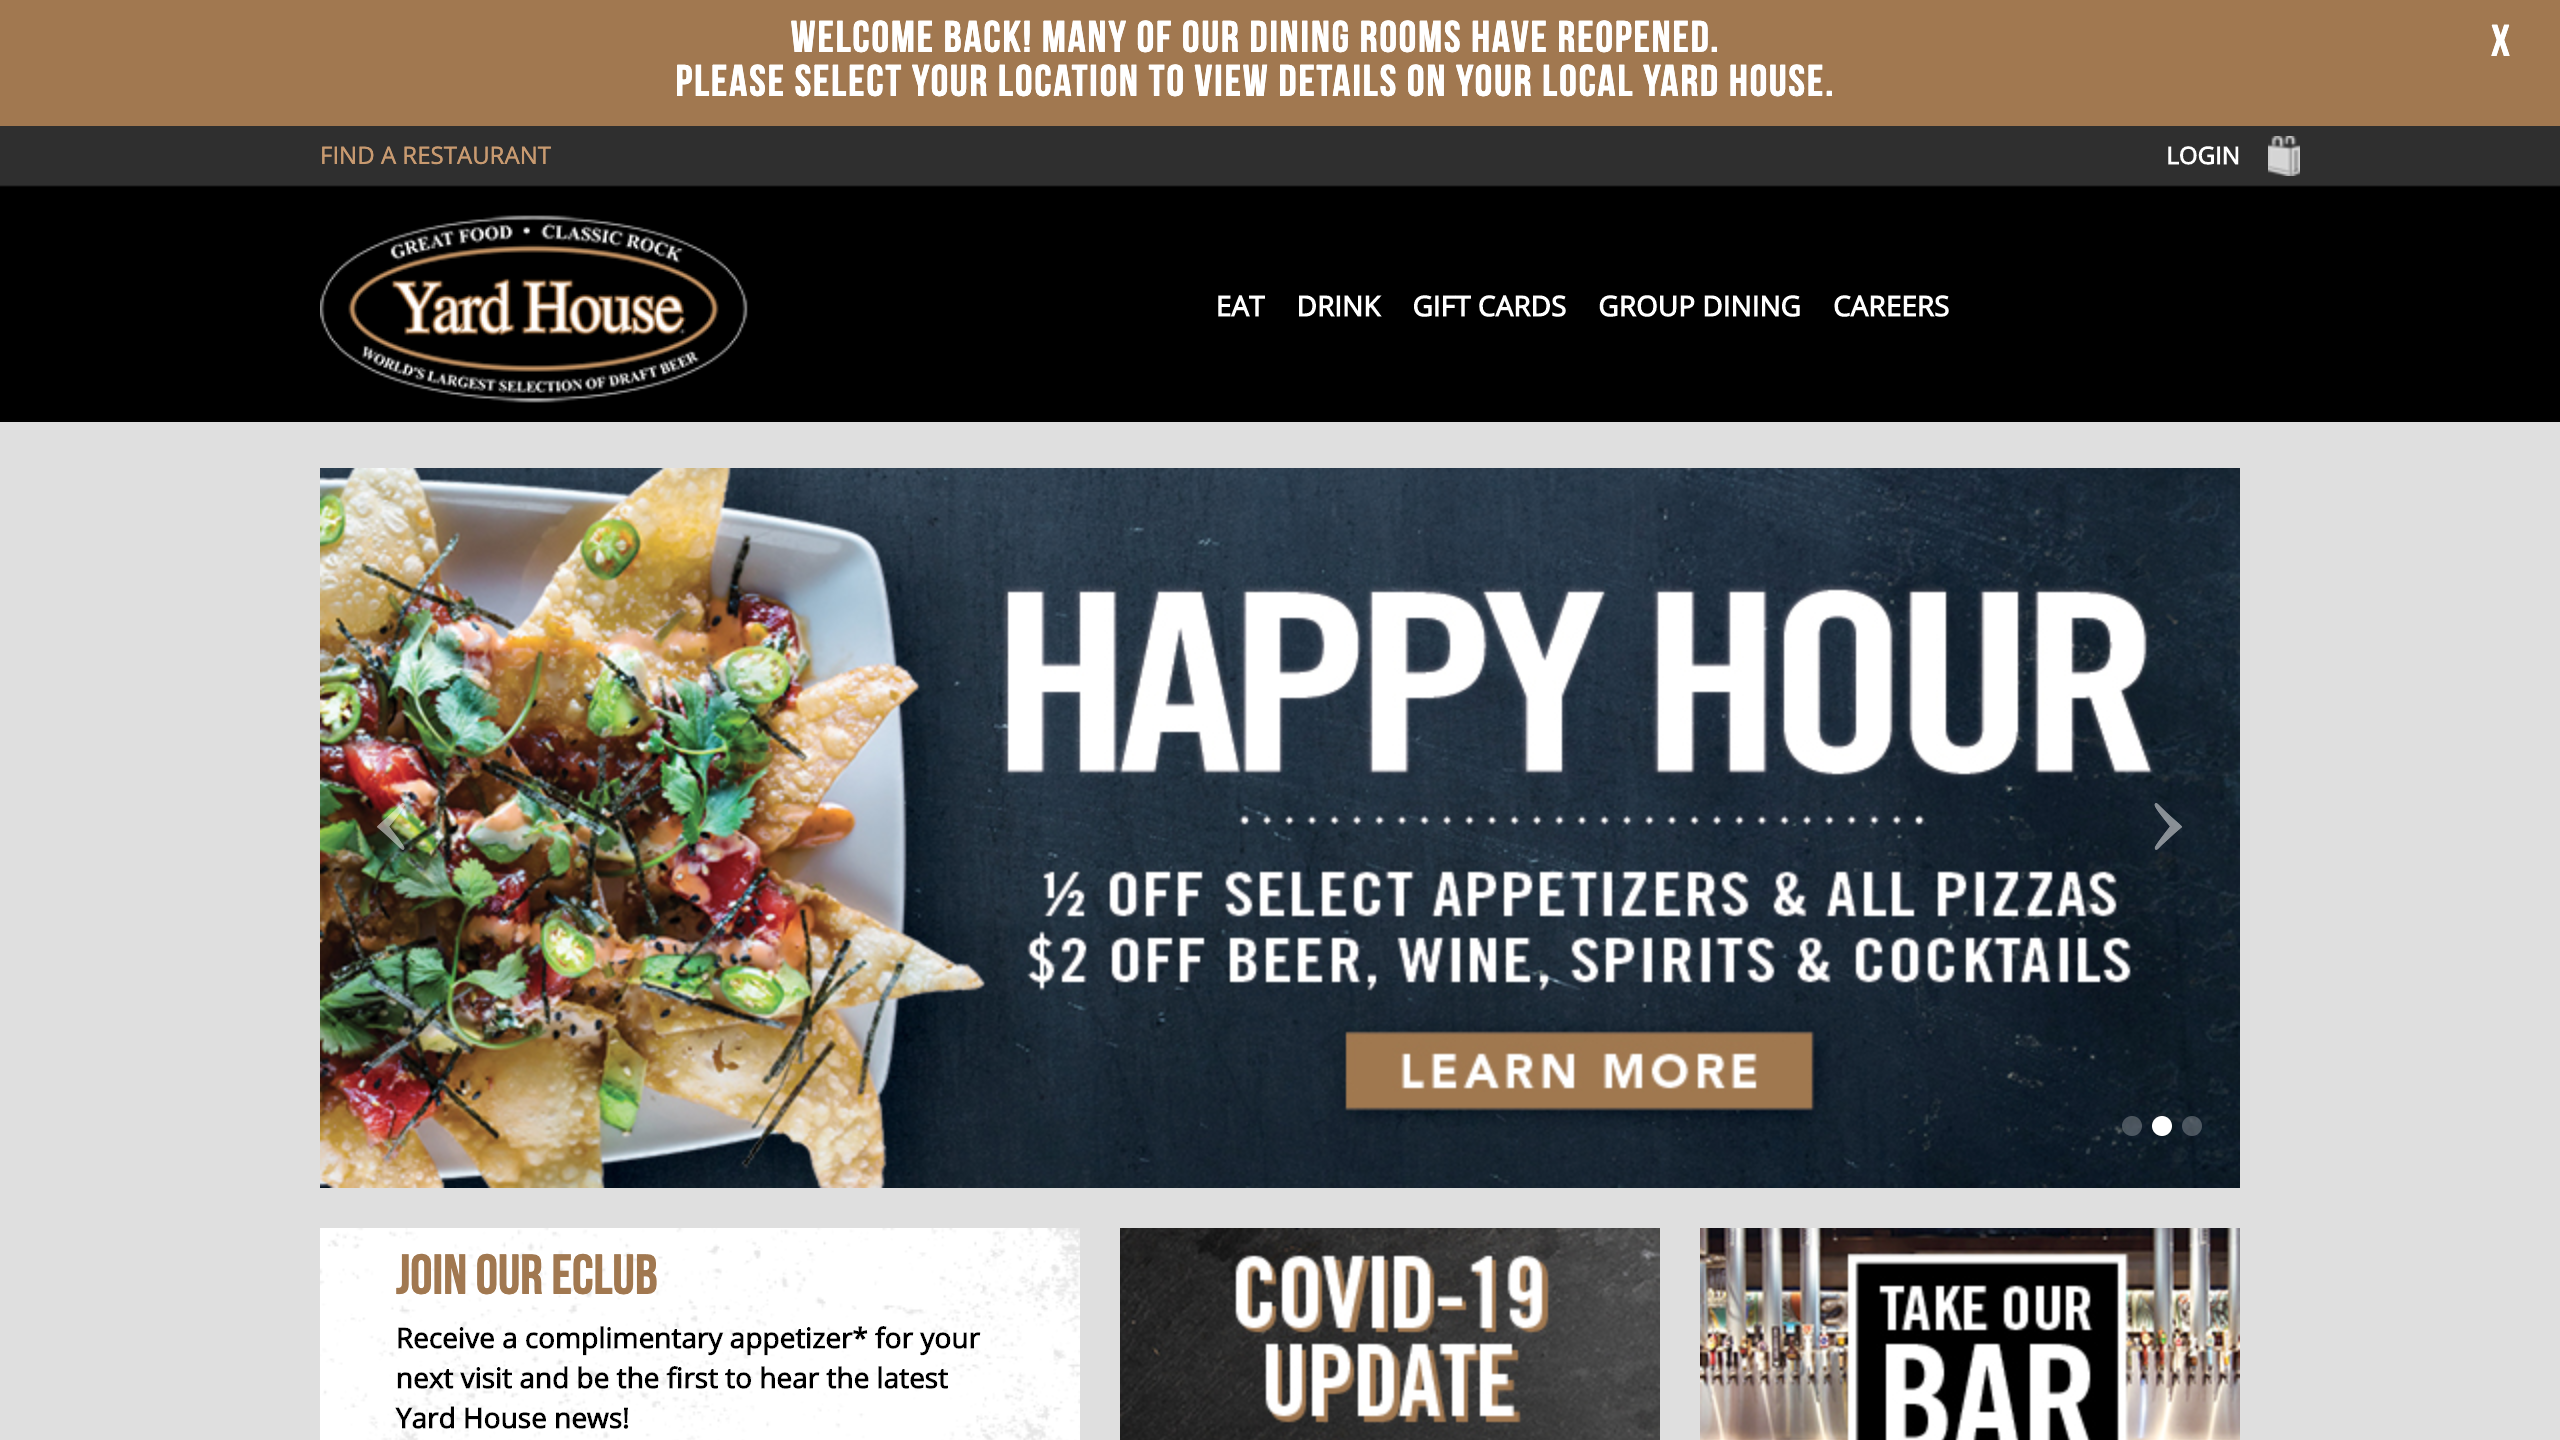 WELCOME BACK! MANY OF OUR DINING ROOMS HAVE REOPENED.
PLEASE SELECT YOUR LOCATION TO VIEW DETAILS ON YOUR LOCAL YARD HOUSE.
X
FIND A RESTAURANT
LOGIN
GREAT FOOD • CLASSIC ROCK
Yard House
WORLD'S LARGEST SELECTION OF DRAFT BEER
EAT DRINK GIFT CARDS GROUP DINING CAREERS
HAPPY HOUR
½ OFF SELECT APPETIZERS & ALL PIZZAS
$2 OFF BEER, WINE, SPIRITS & COCKTAILS
LEARN MORE
JOIN OUR ECLUB
Receive a complimentary appetizer* for your
next visit and be the first to hear the latest
Yard House news!
COVID-19
UPDATE
TAKE OUR
BAR